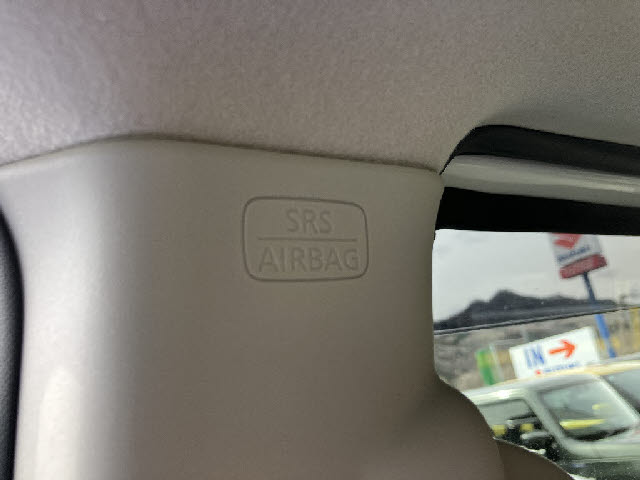 SRS
AIRBAG
IN →